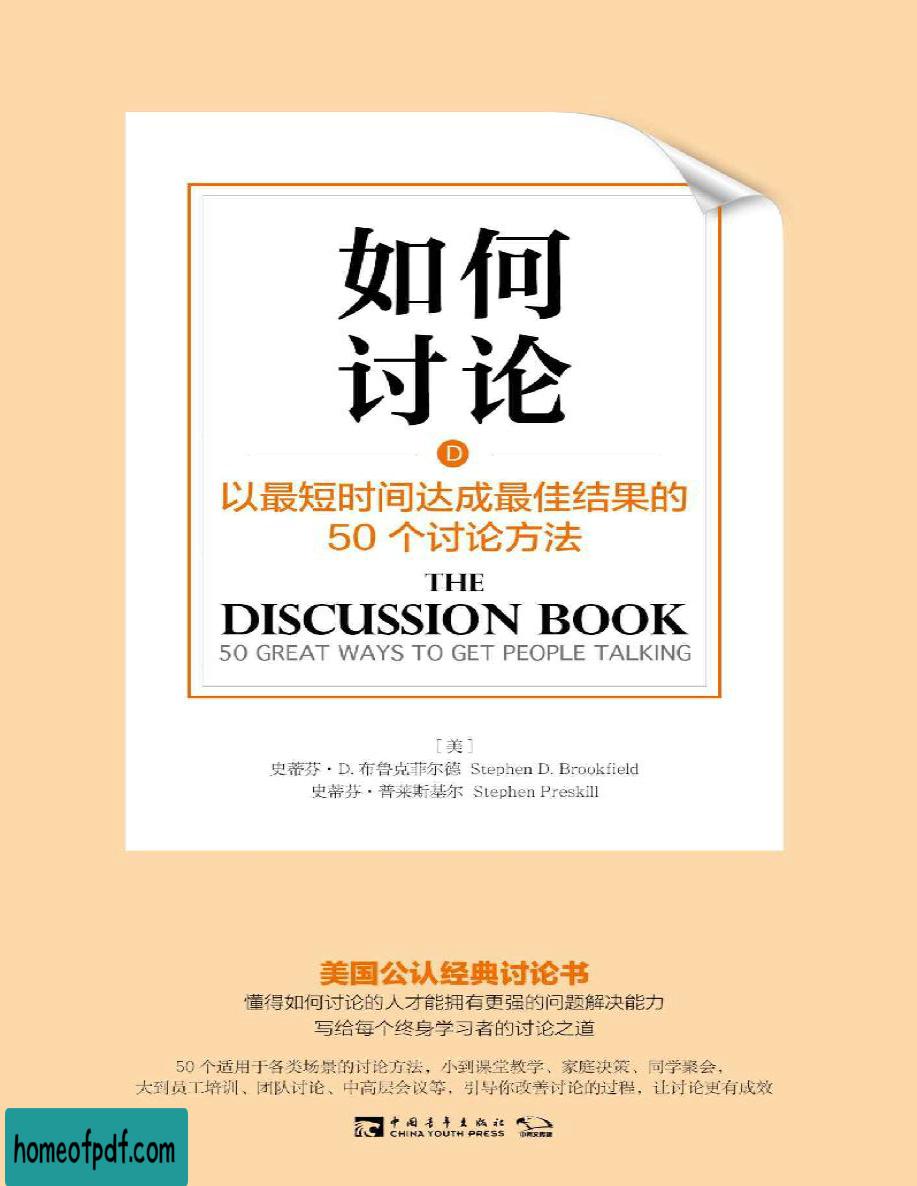 如何
讨论
D
以最短时间达成最佳结果的
50 个讨论方法
THE
DISCUSSION BOOK
50 GREAT WAYS TO GET PEOPLE TALKING
[ 美 ]
史蒂芬·D. 布鲁克菲尔德 Stephen D. Brookfield
史蒂芬·普莱斯基尔 Stephen Preskill
美国公认经典讨论书
懂得如何讨论的人才能拥有更强的问题解决能力
写给每个终身学习者的讨论之道
50 个适用于各类场景的讨论方法，小到课堂教学、家庭决策、同学聚会，
大到员工培训、团队讨论、中高层会议等，引导你改善讨论的过程，让讨论更有成效
中国青年出版社
CHINA YOUTH PRESS
homeofpdf.com